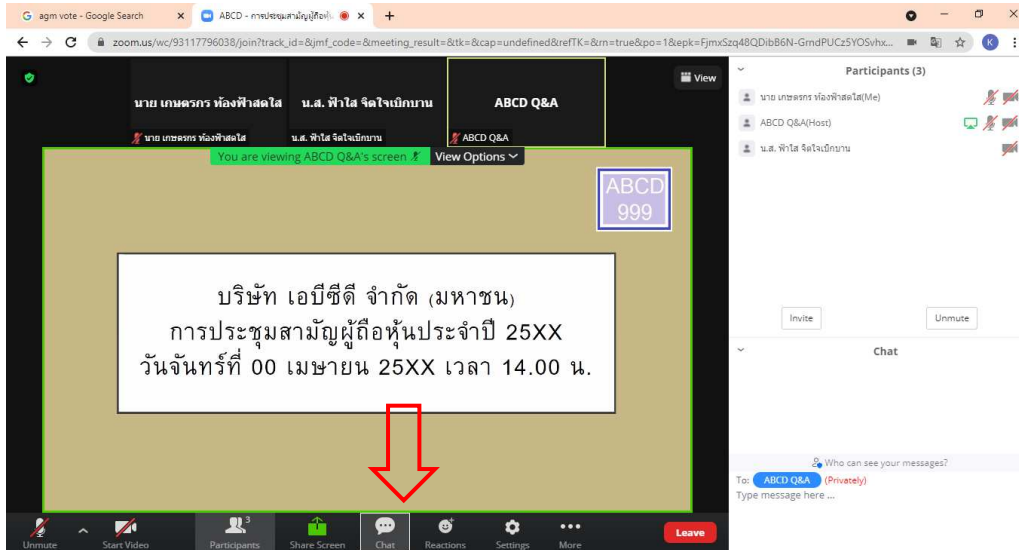 agm vote - Google Search
ABCD - การประชุมสามัญผู้ถือหุ้
zoom.us/wc/93117796038/join?track_id=&jmf_code=&meeting_result=&tk=&cap=undefined&refTK=&rn=true&po=1&epk=FjmxSzq48QDibB6N-GrndPUCz5YOSvhx...
K
View
นาย เกษตรกร ท้องฟ้าสดใส
น.ส. ฟ้าใส จิตใจเบิกบาน
ABCD Q&A
นาย เกษตรกร ท้องฟ้าสดใส
น.ส. ฟ้าใส จิตใจเบิกบาน
ABCD Q&A
You are viewing ABCD Q&A's screen
View Options
ABCD
999
บริษัท เอบีซีดี จำกัด (มหาชน)
การประชุมสามัญผู้ถือหุ้นประจำปี 25XX
วันจันทร์ที่ 00 เมษายน 25XX เวลา 14.00 น.
Unmute
Start Video
Participants
3
Share Screen
Chat
Reactions
Settings
More
Leave
Participants (3)
นาย เกษตรกร ท้องฟ้าสดใส(Me)
ABCD Q&A(Host)
น.ส. ฟ้าใส จิตใจเบิกบาน
Invite
Unmute
Chat
Who can see your messages?
To: ABCD Q&A (Privately)
Type message here ...